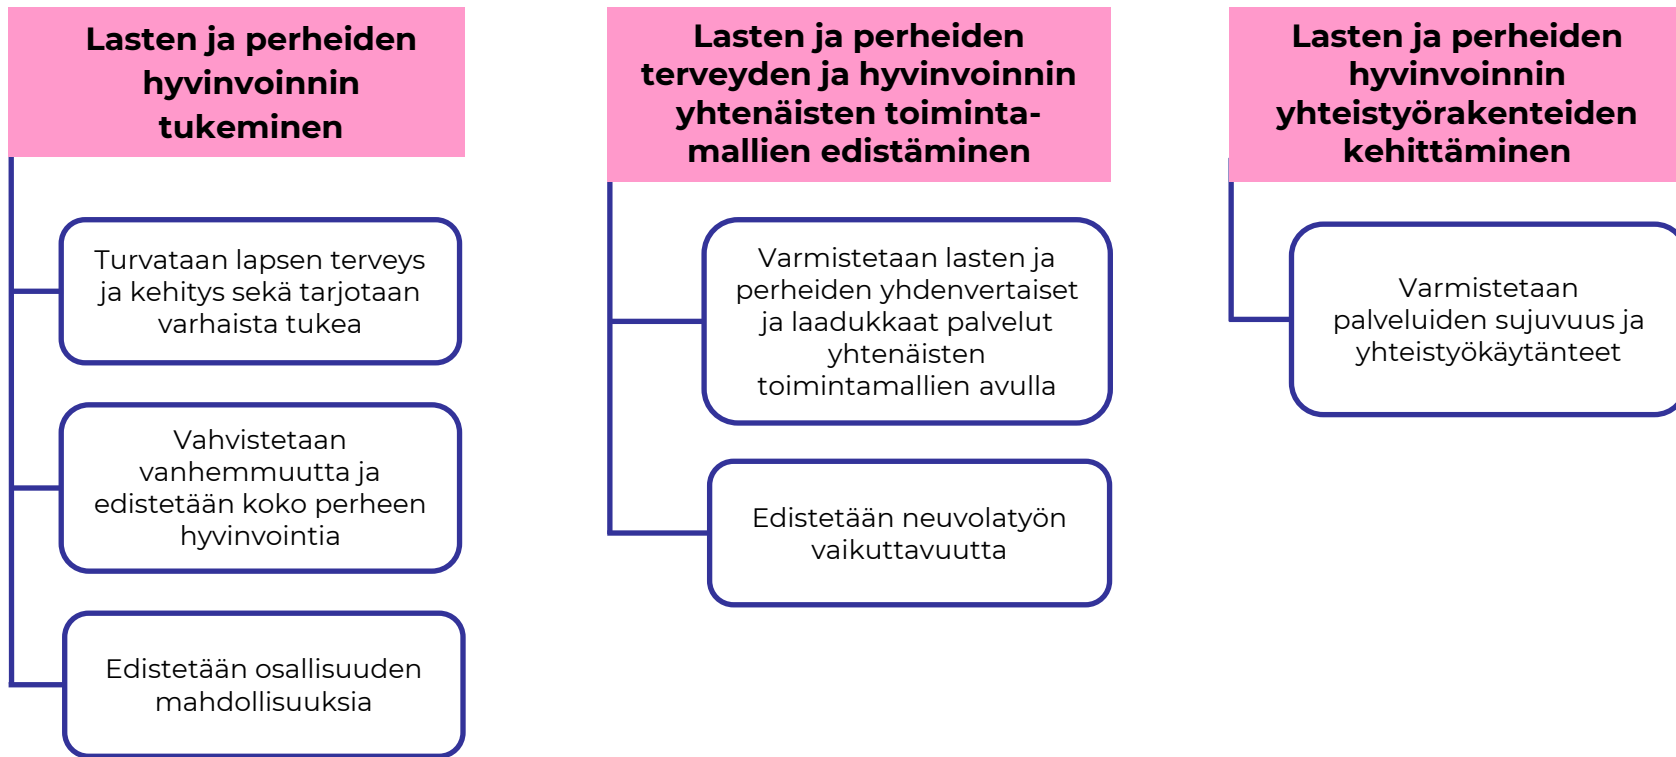 Lasten ja perheiden
hyvinvoinnin
tukeminen
Turvataan lapsen terveys
ja kehitys sekä tarjotaan
varhaista tukea
Vahvistetaan
vanhemmuutta ja
edistetään koko perheen
hyvinvointia
Edistetään osallisuuden
mahdollisuuksia
Lasten ja perheiden
terveyden ja hyvinvoinnin
yhtenäisten toiminta-
mallien edistäminen
Varmistetaan lasten ja
perheiden yhdenvertaiset
ja laadukkaat palvelut
yhtenäisten
toimintamallien avulla
Edistetään neuvolatyön
vaikuttavuutta
Lasten ja perheiden
hyvinvoinnin
yhteistyörakenteiden
kehittäminen
Varmistetaan
palveluiden sujuvuus ja
yhteistyökäytänteet